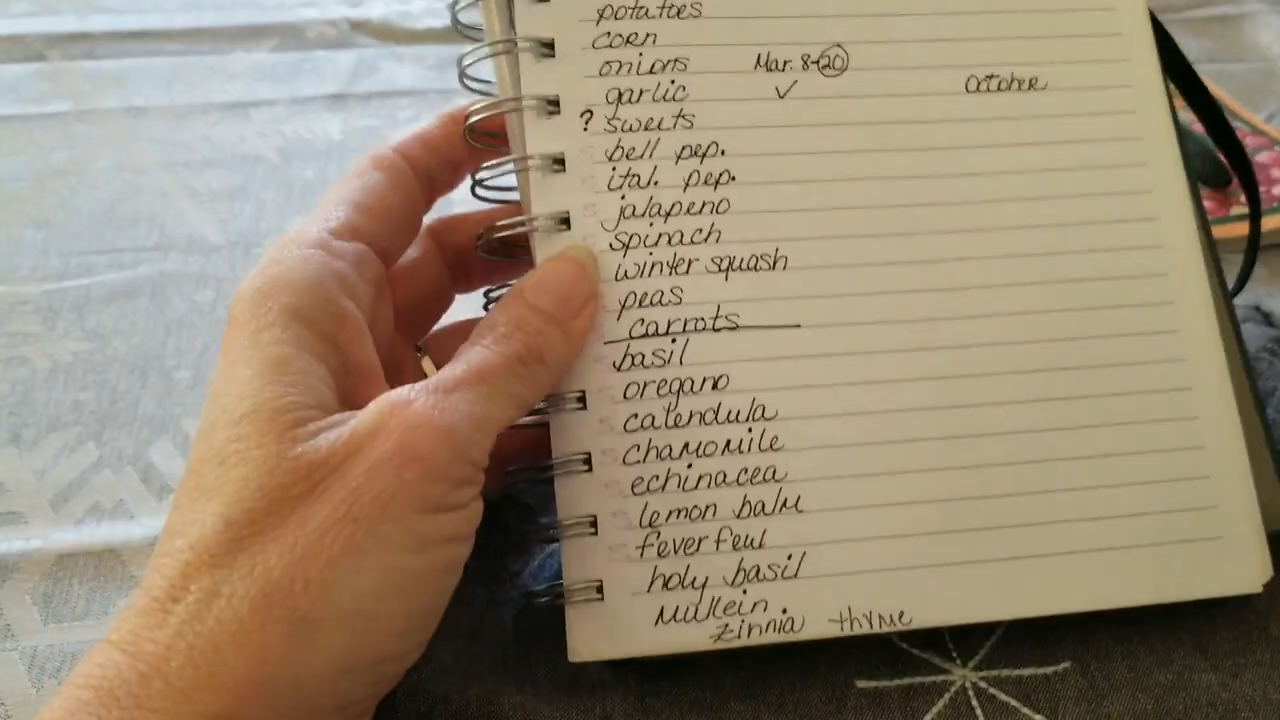 potatoes
corn
onions Mar. 8-20
garlic ✓ October
? sweets
bell pep.
ital. pep.
jalapeno
spinach
winter squash
peas
carrots
basil
oregano
calendula
chamomile
echinacea
lemon balm
feverfew
holy basil
mullein
zinnia thyme